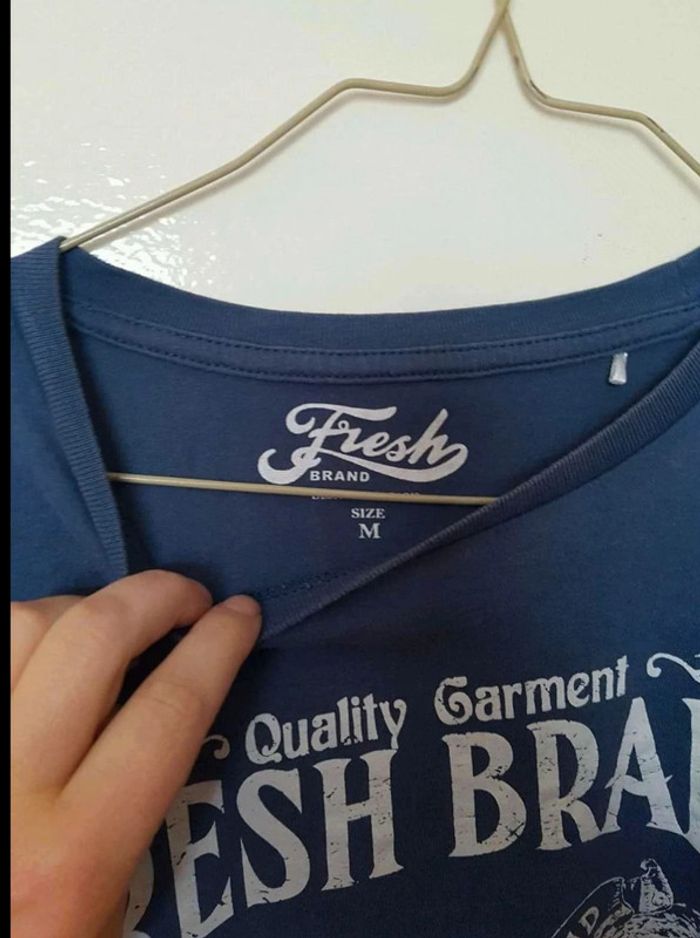 Fresh
BRAND
SIZE
M
Quality Garment
ESH BRA